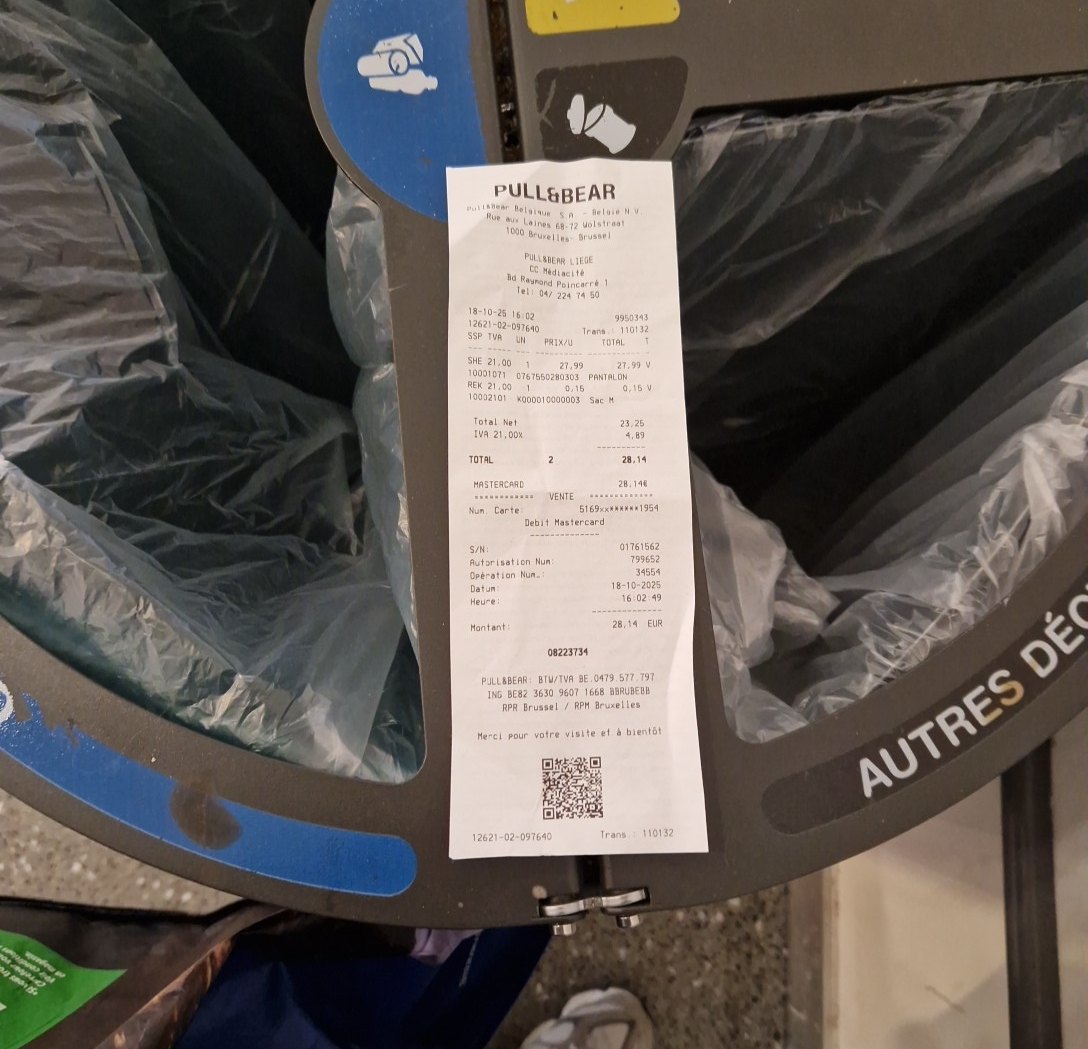 PULL&BEAR
Pull&Bear Belgique S.A - België N.V.
Rue aux Laines 68-72 Wolstraat
1000 Bruxelles- Brussel
PULL&BEAR LIEGE
CC Médiacité
Bd Raymond Poincarré 1
Tel: 04/ 224 74 50
18-10-25 16:02 9950343
12621-02-097640 Trans.: 110132
SSP TVA UN PRIX/U TOTAL T
SHE 21,00 1 27,99 27,99 V
10001071 0767550280303 PANTALON
REK 21,00 1 0,15 0,15 V
10002101 K000010000003 Sac M
Total Net 23,25
IVA 21,00% 4,89
TOTAL 2 28,14
MASTERCARD 28,14€
************ VENTE *************
Num. Carte: 5169xx******1954
Debit Mastercard
S/N: 01761562
Autorisation Num: 799652
Opération Num.: 34554
Datum: 18-10-2025
Heure: 16:02:49
Montant: 28,14 EUR
08223734
PULL&BEAR: BTW/TVA BE.0479.577.797
ING BE82 3630 9607 1668 BBRUBEBB
RPR Brussel / RPM Bruxelles
Merci pour votre visite et à bientôt
12621-02-097640 Trans.: 110132
AUTRES